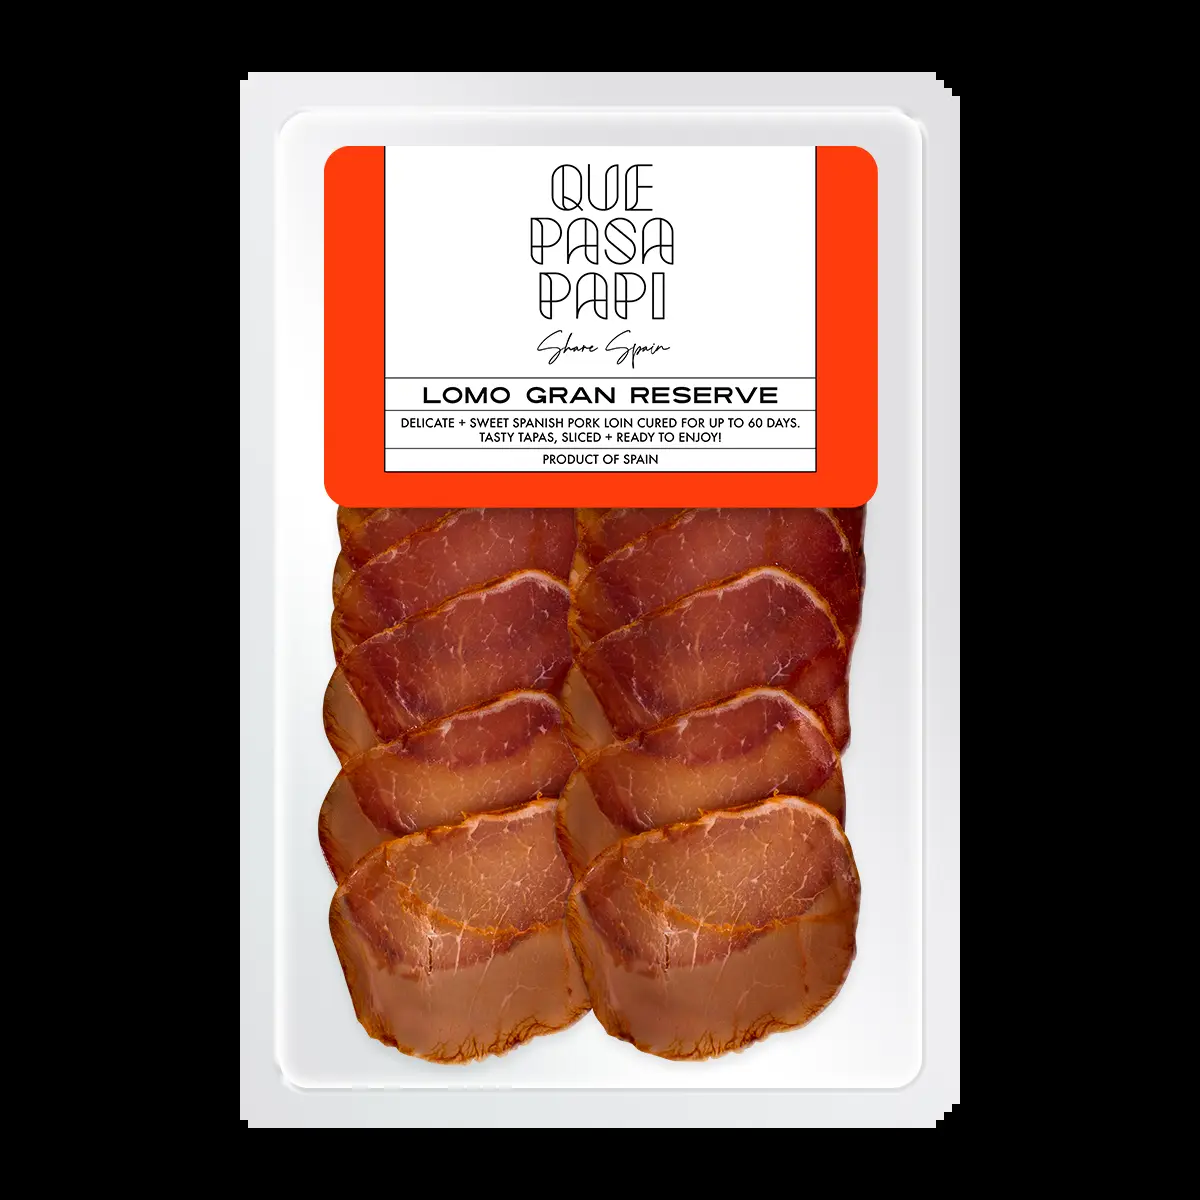 QUE
PASA
PAPI
Share Spain
LOMO GRAN RESERVE
DELICATE + SWEET SPANISH PORK LOIN CURED FOR UP TO 60 DAYS.
TASTY TAPAS, SLICED + READY TO ENJOY!
PRODUCT OF SPAIN